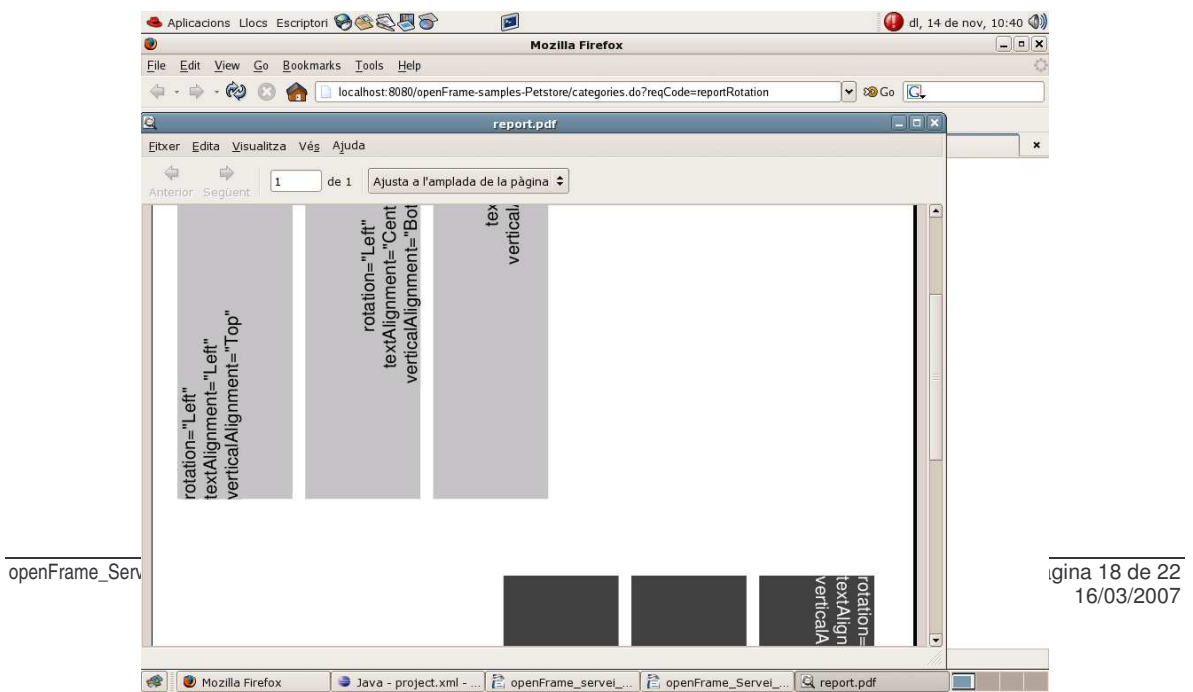 Aplicacions Llocs Escriptori
dl, 14 de nov, 10:40
Mozilla Firefox
File Edit View Go Bookmarks Tools Help
localhost:8080/openFrame-samples-Petstore/categories.do?reqCode=reportRotation
Go
report.pdf
Fitxer Edita Visualitza Vés Ajuda
Anterior Següent
1 de 1
Ajusta a l'amplada de la pàgina
rotation="Left"
textAlignment="Left"
verticalAlignment="Top"
rotation="Left"
textAlignment="Cent
verticalAlignment="Bot
tex
vertical
rotation=
textAlign
verticalA
openFrame_Serv
gina 18 de 22
16/03/2007
Mozilla Firefox
Java - project.xml - ...
openFrame_servei_...
openFrame_Servei_...
report.pdf